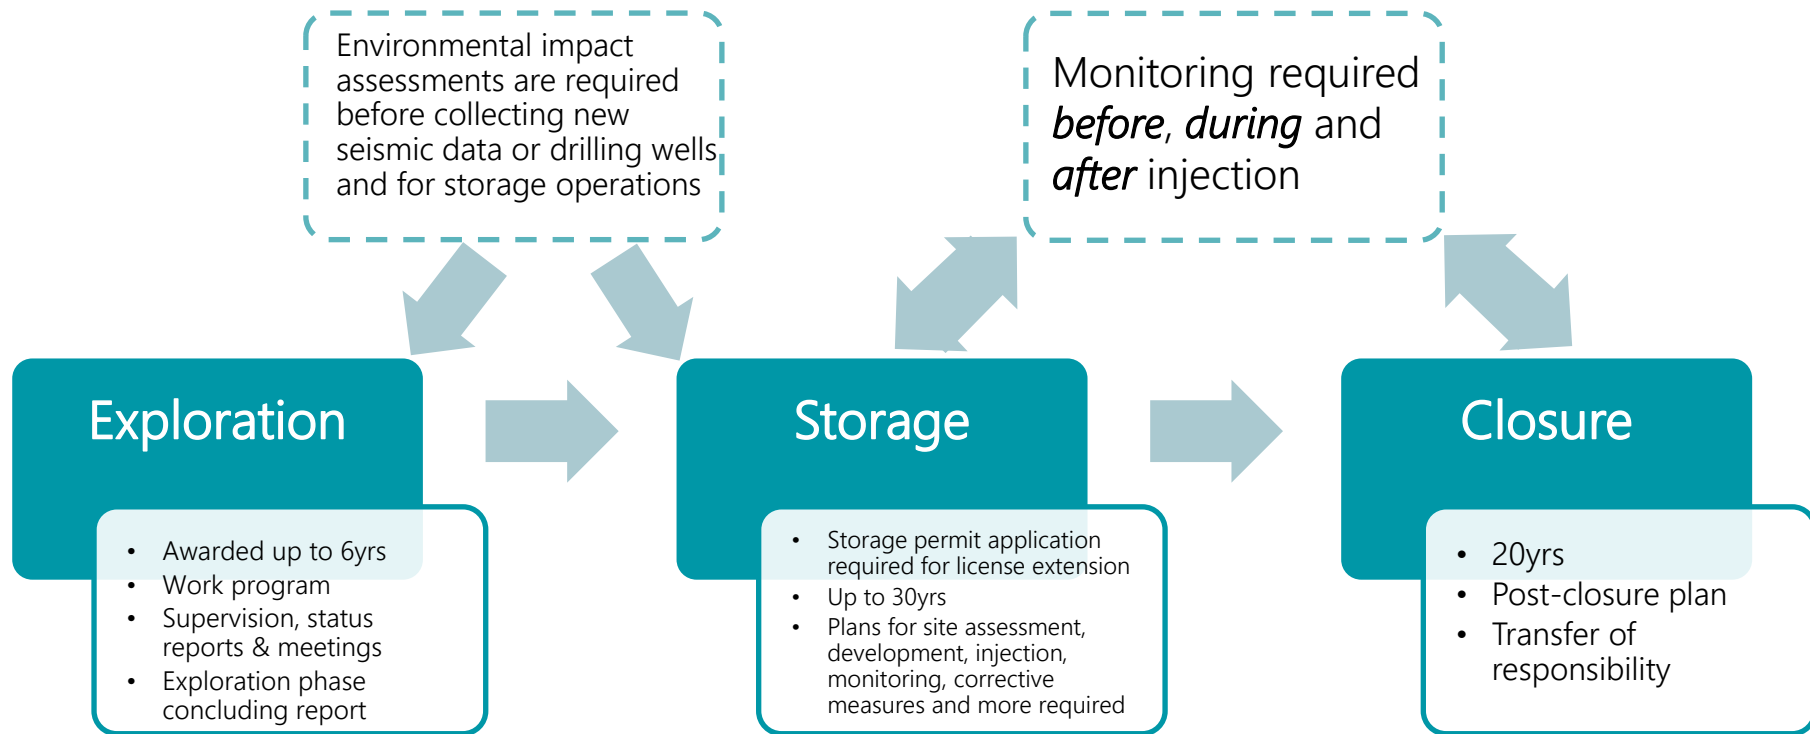 Environmental impact
assessments are required
before collecting new
seismic data or drilling wells
and for storage operations
Monitoring required
before, during and
after injection
Exploration
• Awarded up to 6yrs
• Work program
• Supervision, status
reports & meetings
• Exploration phase
concluding report
Storage
• Storage permit application
required for license extension
• Up to 30yrs
• Plans for site assessment,
development, injection,
monitoring, corrective
measures and more required
Closure
• 20yrs
• Post-closure plan
• Transfer of
responsibility